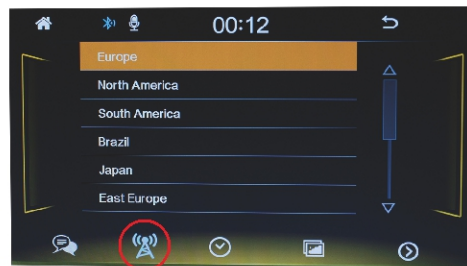 00:12
Europe
North America
South America
Brazil
Japan
East Europe